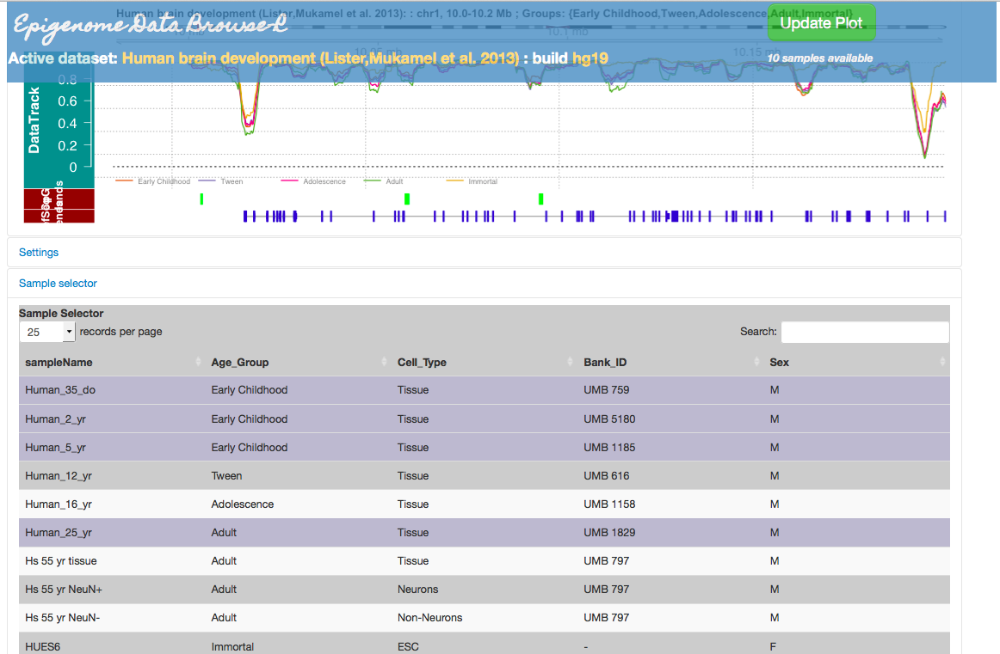 Human brain development (Lister,Mukamel et al. 2013): : chr1, 10.0-10.2 Mb ; Groups: {Early Childhood,Tween,Adolescence,Adult,Immortal}
Epigenome Data Browse-R
Update Plot
10.1 mb
10.15 mb
Active dataset: Human brain development (Lister,Mukamel et al. 2013) : build hg19
10 samples available
DataTrack
0.8
0.6
0.4
0.2
0
Early Childhood Tween Adolescence Adult Immortal
Settings
Sample selector
Sample Selector
25 records per page Search:
sampleName Age_Group Cell_Type Bank_ID Sex
Human_35_do Early Childhood Tissue UMB 759 M
Human_2_yr Early Childhood Tissue UMB 5180 M
Human_5_yr Early Childhood Tissue UMB 1185 M
Human_12_yr Tween Tissue UMB 616 M
Human_16_yr Adolescence Tissue UMB 1158 M
Human_25_yr Adult Tissue UMB 1829 M
Hs 55 yr tissue Adult Tissue UMB 797 M
Hs 55 yr NeuN+ Adult Neurons UMB 797 M
Hs 55 yr NeuN- Adult Non-Neurons UMB 797 M
HUES6 Immortal ESC - F